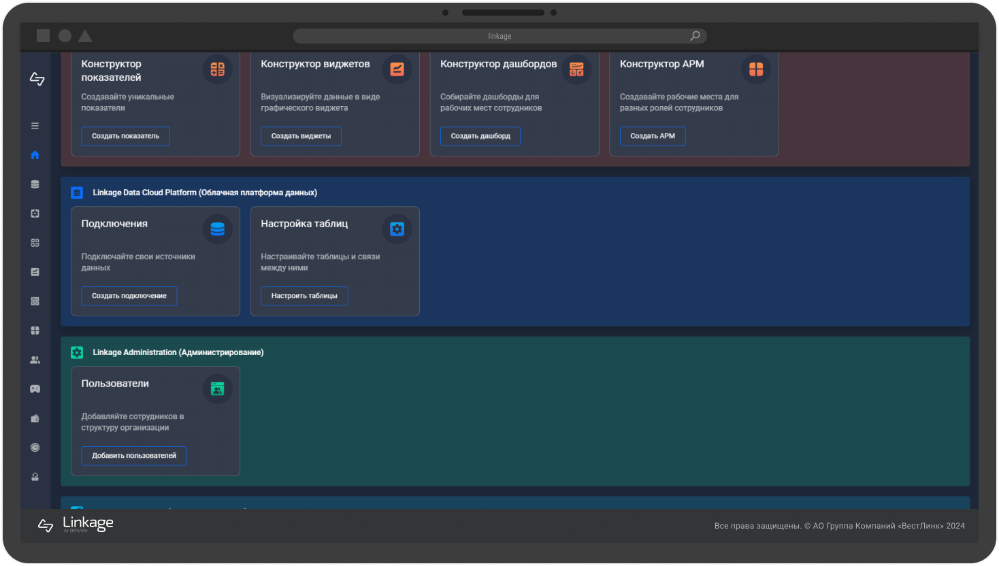 linkage
Конструктор
показателей
Создавайте уникальные
показатели
Создать показатель
Конструктор виджетов
Визуализируйте данные в виде
графического виджета
Создать виджеты
Конструктор дашбордов
Собирайте дашборды для
рабочих мест сотрудников
Создать дашборд
Конструктор АРМ
Создавайте рабочие места для
разных ролей сотрудников
Создать АРМ
Linkage Data Cloud Platform (Облачная платформа данных)
Подключения
Подключайте свои источники
данных
Создать подключение
Настройка таблиц
Настраивайте таблицы и связи
между ними
Настроить таблицы
Linkage Administration (Администрирование)
Пользователи
Добавляйте сотрудников в
структуру организации
Добавить пользователей
Linkage
AI DRIVEN
Все права защищены. © АО Группа Компаний «ВестЛинк» 2024